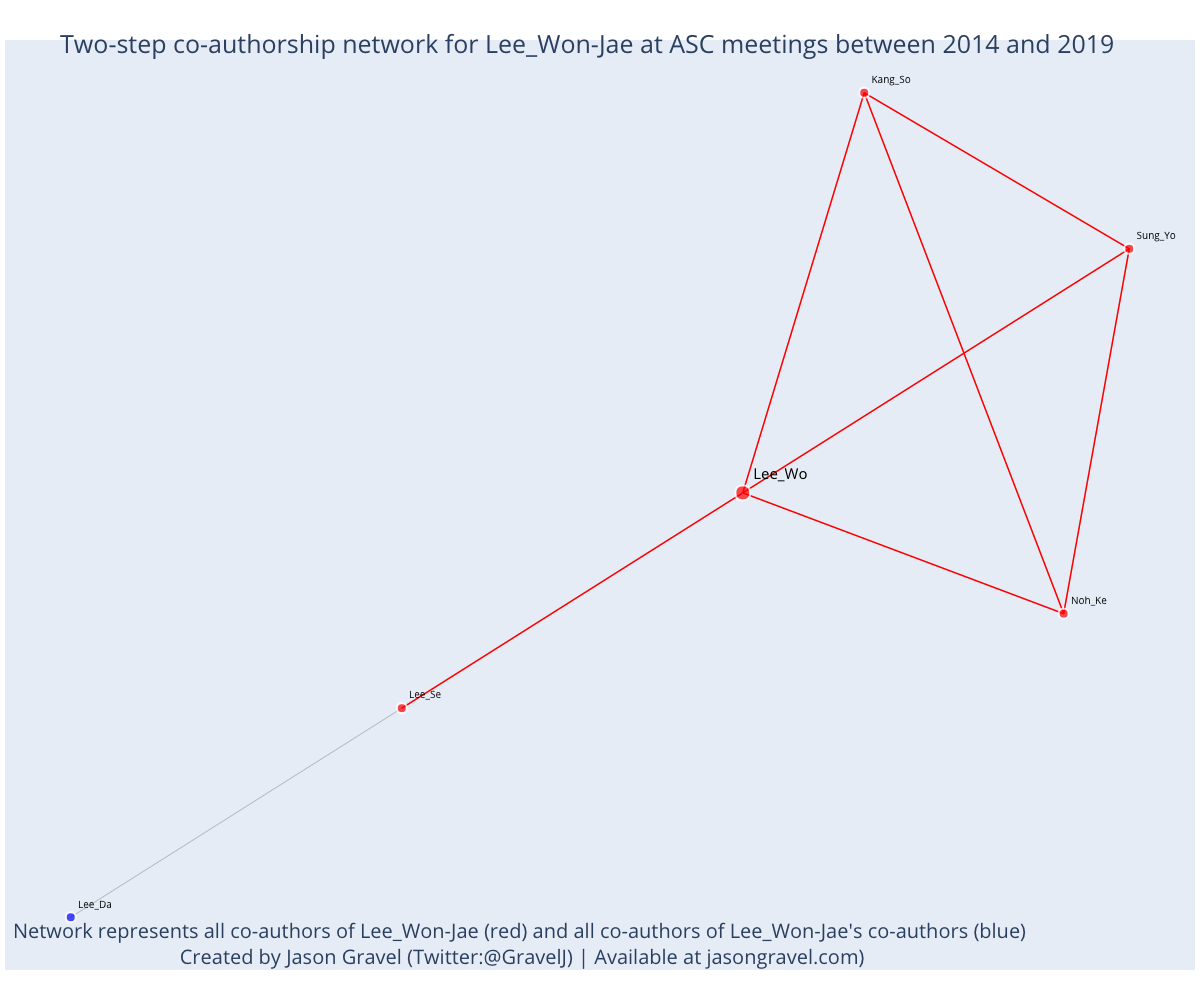 Two-step co-authorship network for Lee_Won-Jae at ASC meetings between 2014 and 2019
Kang_So
Sung_Yo
Lee_Wo
Noh_Ke
Lee_Se
Lee_Da
Network represents all co-authors of Lee_Won-Jae (red) and all co-authors of Lee_Won-Jae's co-authors (blue)
Created by Jason Gravel (Twitter:@GravelJ) | Available at jasongravel.com)